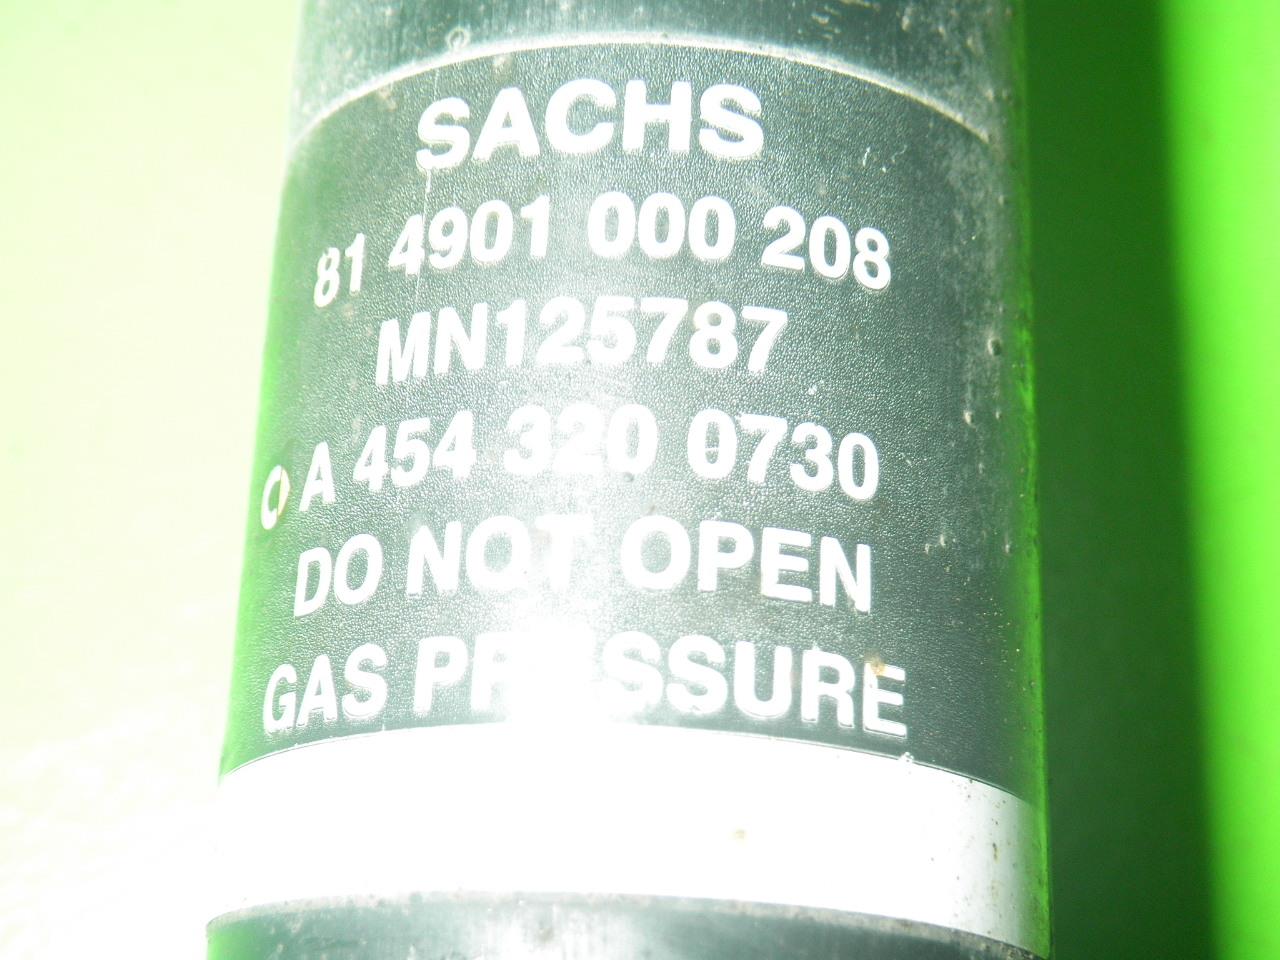 SACHS
81 4901 000 208
MN125787
A 454 320 0730
DO NOT OPEN
GAS PRESSURE